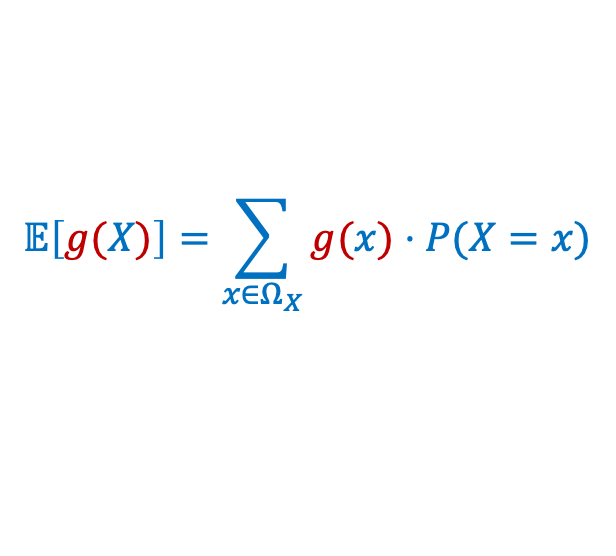 𝔼[g(X)] = ∑ g(x) · P(X = x)
x∈Ω_X